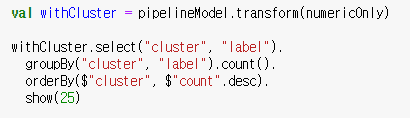 val withCluster = pipelineModel.transform(numericOnly)
withCluster.select("cluster", "label").
groupBy("cluster", "label").count().
orderBy($"cluster", $"count".desc).
show(25)